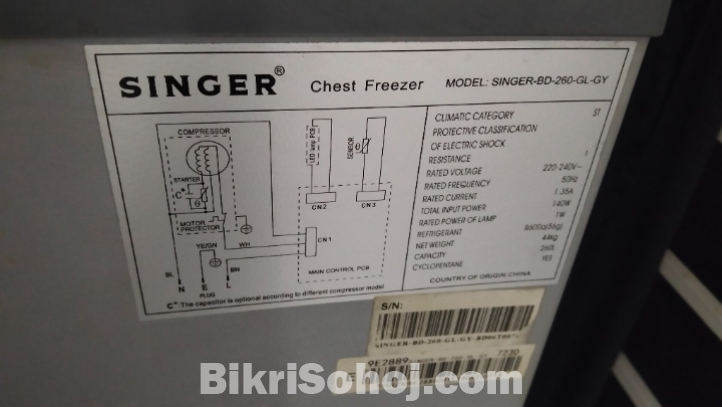 SINGER® Chest Freezer MODEL: SINGER-BD-260-GL-GY
COMPRESSOR
STARTER
C*
θ
MOTOR
PROTECTOR
YE/GN
WH
BL
BN
N E L
PLUG
LED lamp PCB
SENSOR
θ
CN2 CN3
CN1
MAIN CONTROL PCB
C*:The capacitor is optional according to different compressor model
CLIMATIC CATEGORY ST
PROTECTIVE CLASSIFICATION
OF ELECTRIC SHOCK
RESISTANCE I
RATED VOLTAGE 220-240V~
RATED FREQUENCY 50Hz
RATED CURRENT 1.35A
TOTAL INPUT POWER 140W
RATED POWER OF LAMP 1W
REFRIGERANT R600a(56g)
NET WEIGHT 44kg
CAPACITY 260L
CYCLOPENTANE YES
COUNTRY OF ORIGIN:CHINA
S/N:
9E2889
7230
BikriSohoj.com